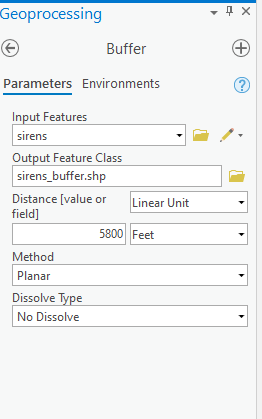 Geoprocessing
Buffer
Parameters Environments
Input Features
sirens
Output Feature Class
sirens_buffer.shp
Distance [value or field]
Linear Unit
5800 Feet
Method
Planar
Dissolve Type
No Dissolve